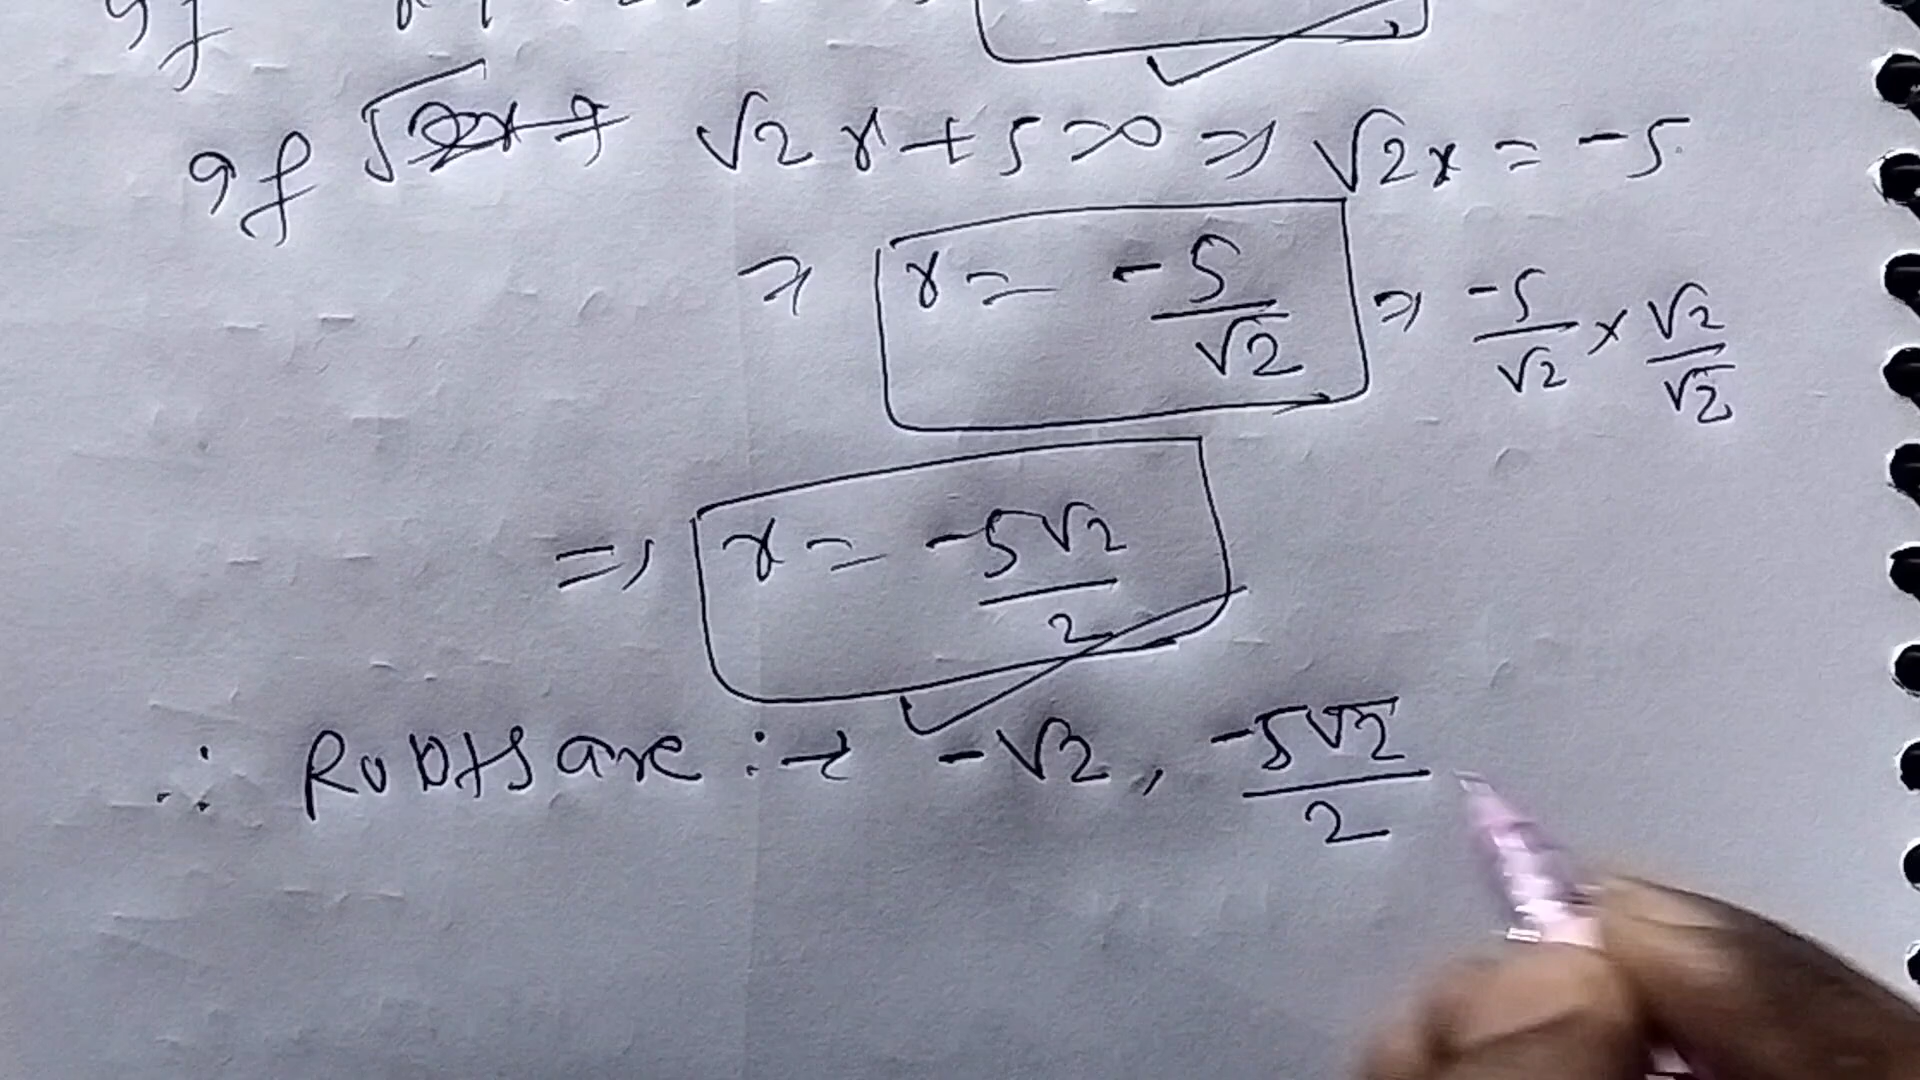 If √2x + 5 = 0 ⇒ √2x = -5
⇒ x = -5/√2 ⇒ -5/√2 × √2/√2
⇒ x = -5√2/2
∴ Roots are :→ -√2, -5√2/2